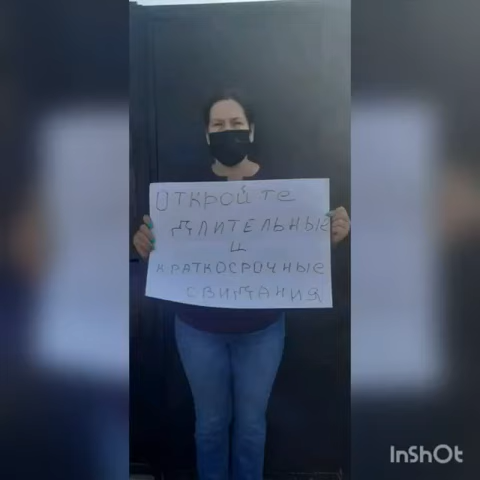 ОТКРОЙТЕ
ДЛИТЕЛЬНЫЕ
И
КРАТКОСРОЧНЫЕ
СВИДАНИЯ
InShOt